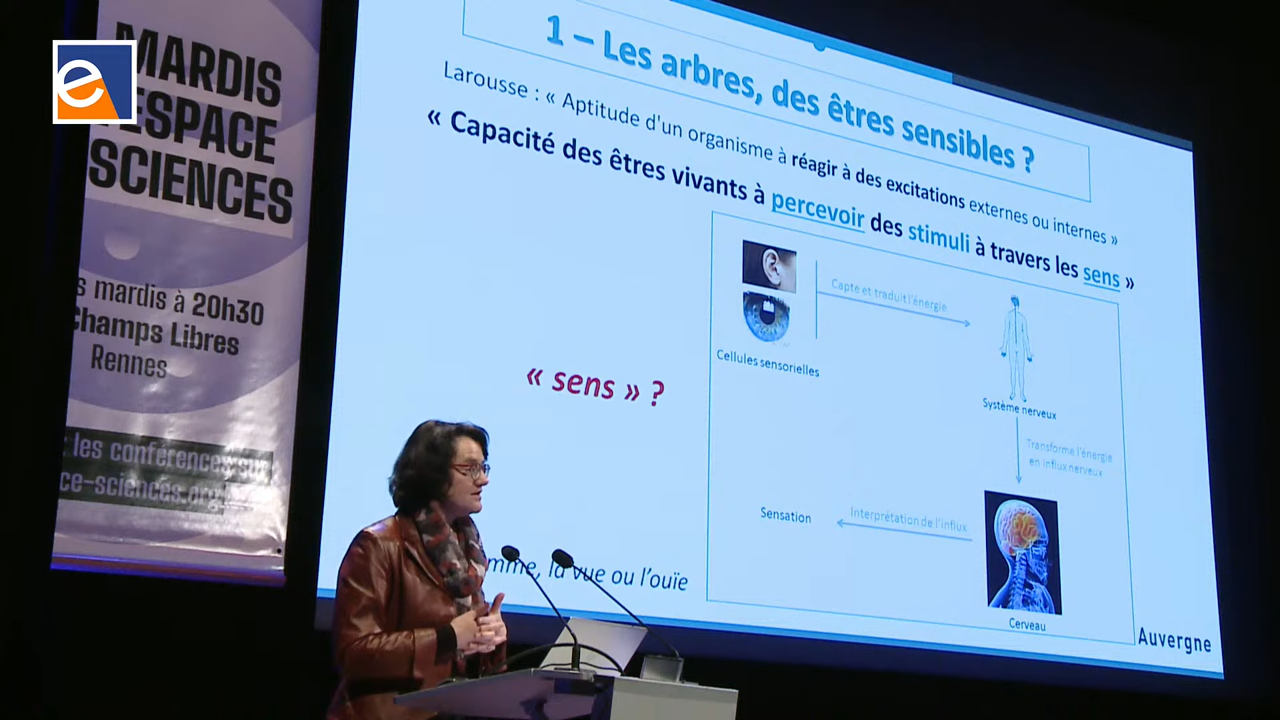 MARDIS
ESPACE
SCIENCES
s mardis à 20h30
Champs Libres
Rennes
les conférences sur
ce-sciences.org
e
1 – Les arbres, des êtres sensibles ?
Larousse : « Aptitude d'un organisme à réagir à des excitations externes ou internes »
« Capacité des êtres vivants à percevoir des stimuli à travers les sens »
Capte et traduit l'énergie
Cellules sensorielles
Système nerveux
« sens » ?
Transforme l'énergie
en influx nerveux
Sensation
Interprétation de l'influx
mme, la vue ou l'ouïe
Cerveau
Auvergne